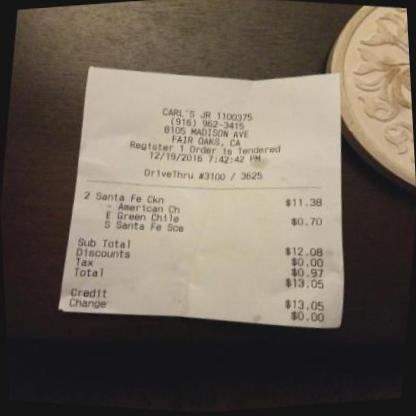 CARL'S JR 1100375
(916) 962-3415
8105 MADISON AVE
FAIR OAKS, CA
Register 1 Order is Tendered
12/19/2016 7:42:42 PM
DriveThru #3100 / 3625
2 Santa Fe Ckn $11.38
- American Ch
E Green Chile $0.70
S Santa Fe Sce
Sub Total $12.08
Discounts $0.00
Tax $0.97
Total $13.05
Credit $13.05
Change $0.00